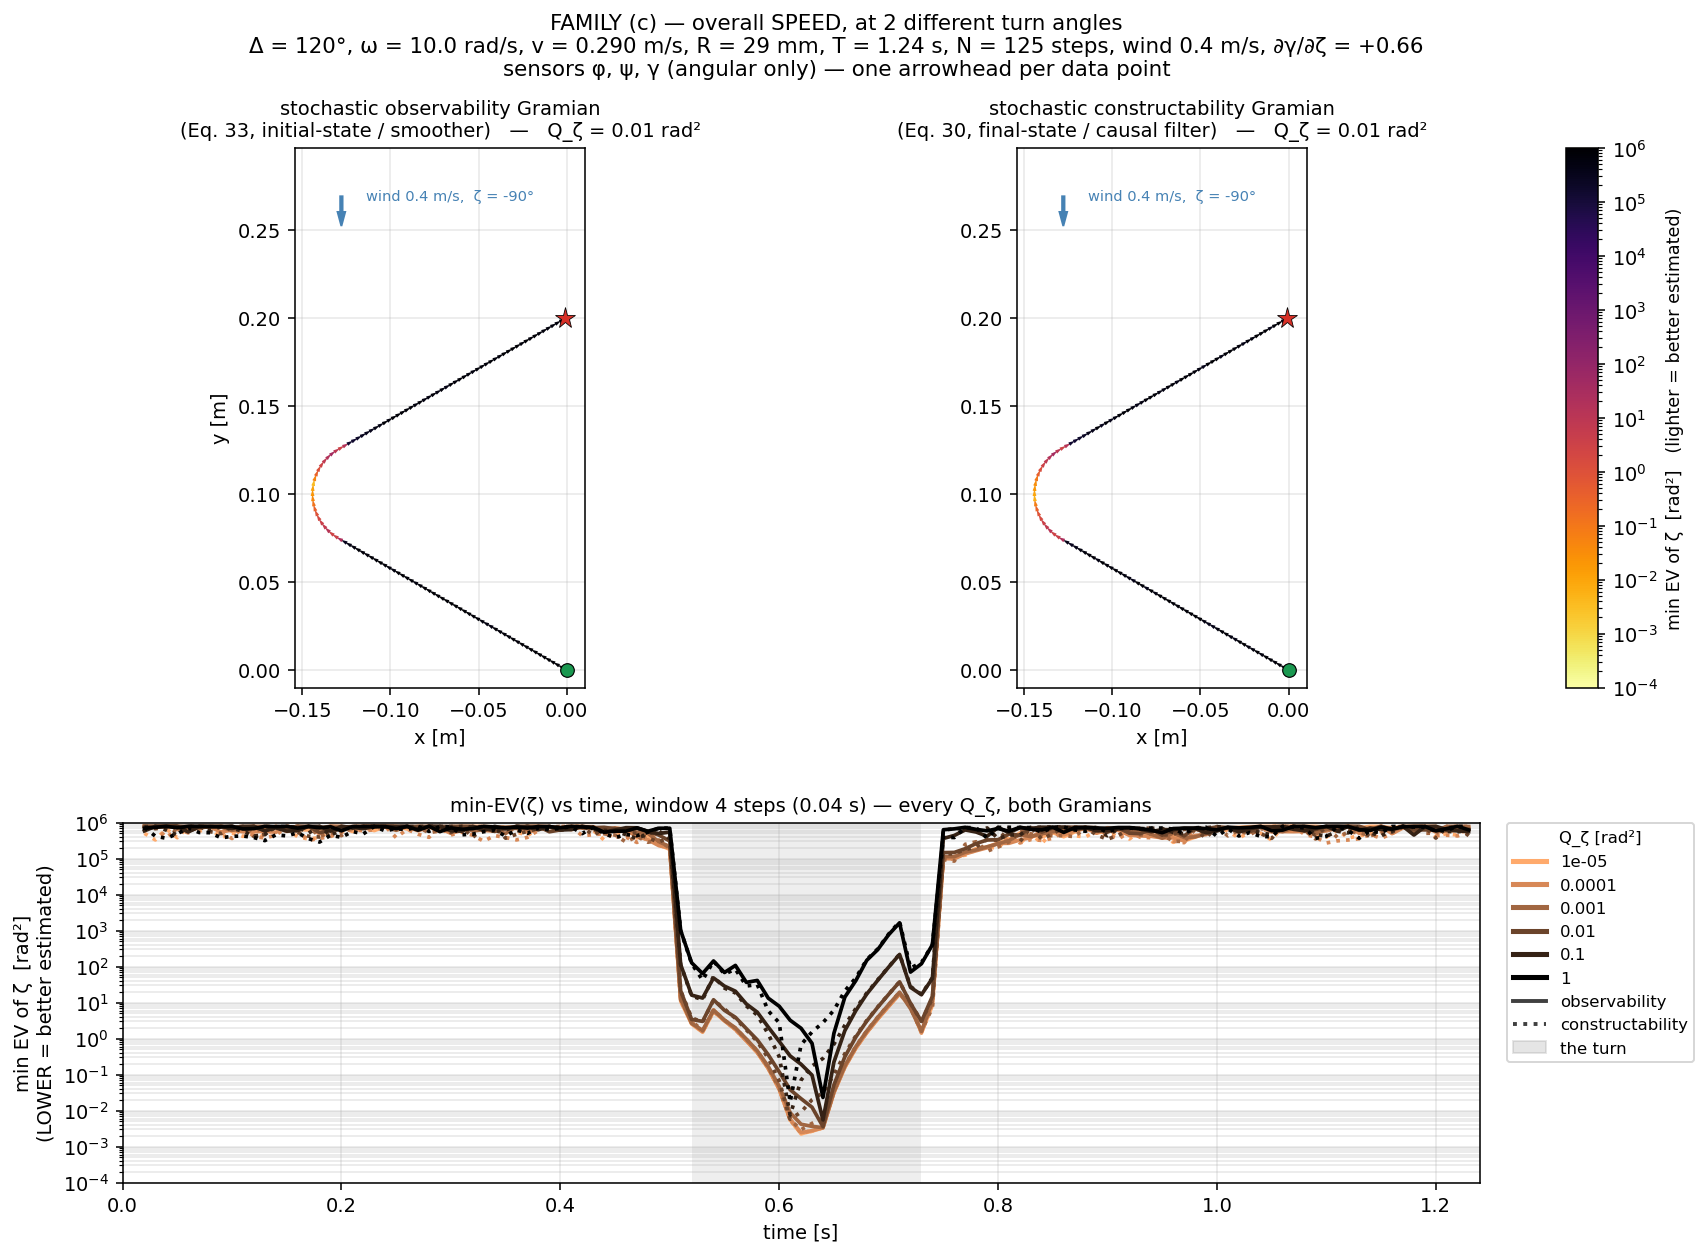 FAMILY (c) — overall SPEED, at 2 different turn angles
Δ = 120°, ω = 10.0 rad/s, v = 0.290 m/s, R = 29 mm, T = 1.24 s, N = 125 steps, wind 0.4 m/s, ∂γ/∂ζ = +0.66
sensors φ, ψ, γ (angular only) — one arrowhead per data point
stochastic observability Gramian
(Eq. 33, initial-state / smoother)   —   Q_ζ = 0.01 rad²
wind 0.4 m/s,  ζ = -90°
0.25
0.20
0.15
0.10
0.05
0.00
y [m]
−0.15 −0.10 −0.05 0.00
x [m]
stochastic constructability Gramian
(Eq. 30, final-state / causal filter)   —   Q_ζ = 0.01 rad²
wind 0.4 m/s,  ζ = -90°
0.25
0.20
0.15
0.10
0.05
0.00
−0.15 −0.10 −0.05 0.00
x [m]
10⁶
10⁵
10⁴
10³
10²
10¹
10⁰
10⁻¹
10⁻²
10⁻³
10⁻⁴
min EV of ζ  [rad²]   (lighter = better estimated)
min-EV(ζ) vs time, window 4 steps (0.04 s) — every Q_ζ, both Gramians
10⁶
10⁵
10⁴
10³
10²
10¹
10⁰
10⁻¹
10⁻²
10⁻³
10⁻⁴
min EV of ζ  [rad²]
(LOWER = better estimated)
0.0 0.2 0.4 0.6 0.8 1.0 1.2
time [s]
Q_ζ [rad²]
1e-05
0.0001
0.001
0.01
0.1
1
observability
constructability
the turn